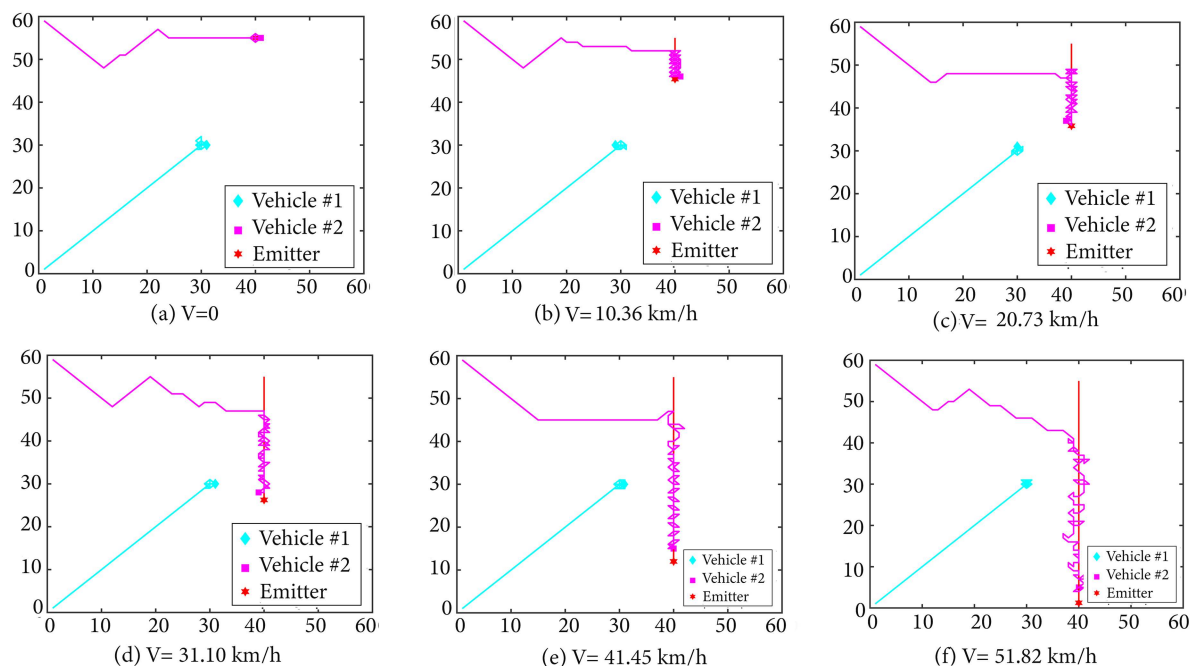 60
50
40
30
20
10
0
0 10 20 30 40 50 60
Vehicle #1
Vehicle #2
Emitter
(a) V=0
60
50
40
30
20
10
0
0 10 20 30 40 50 60
Vehicle #1
Vehicle #2
Emitter
(b) V= 10.36 km/h
60
50
40
30
20
10
0
0 10 20 30 40 50 60
Vehicle #1
Vehicle #2
Emitter
(c) V= 20.73 km/h
60
50
40
30
20
10
0
0 10 20 30 40 50 60
Vehicle #1
Vehicle #2
Emitter
(d) V= 31.10 km/h
60
50
40
30
20
10
0
0 10 20 30 40 50 60
Vehicle #1
Vehicle #2
Emitter
(e) V= 41.45 km/h
60
50
40
30
20
10
0
0 10 20 30 40 50 60
Vehicle #1
Vehicle #2
Emitter
(f) V= 51.82 km/h